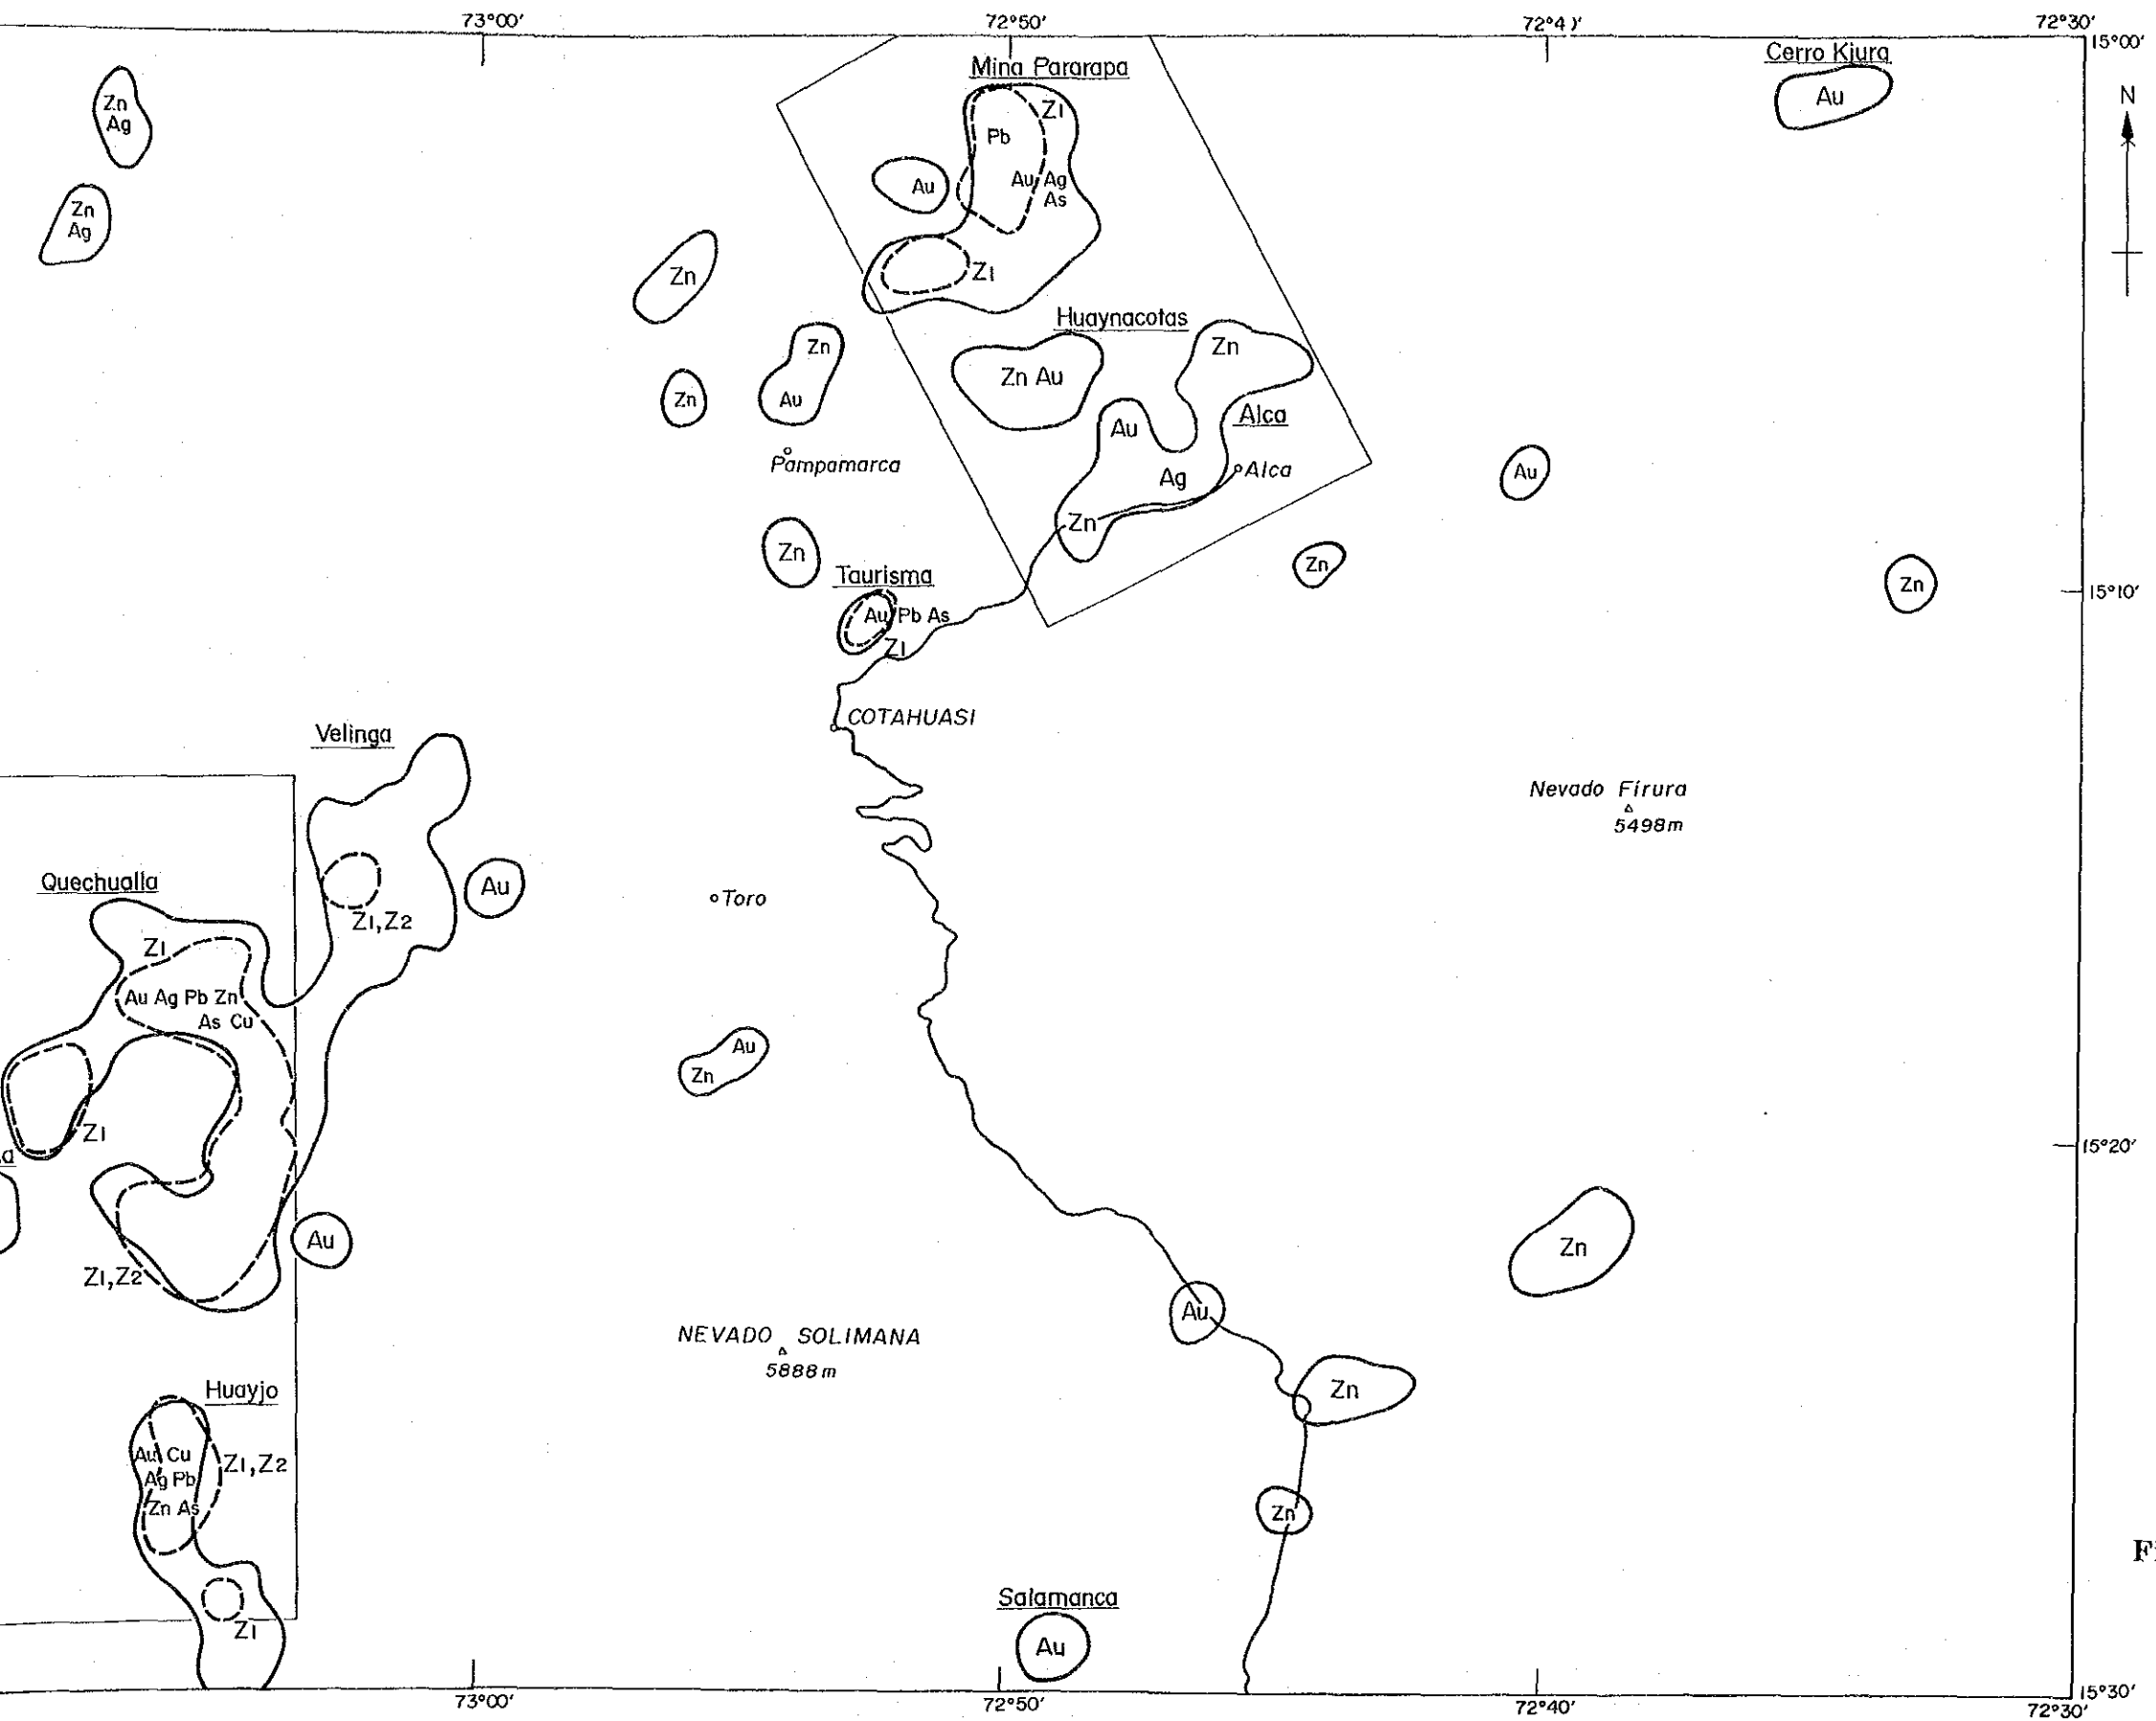 73°00'
72°50'
72°4)'
72°30'
15°00'
Mina Pararapa
Cerro Kjura
Zn
Ag
Z1
Au
N
Pb
Au
Au Ag
As
Zn
Ag
Zn
Z1
Huaynacotas
Zn
Zn
Zn Au
Zn
Au
Alca
Au
Pampamarca
Ag
Alca
Au
Zn
Zn
Taurisma
Zn
Zn
15°10'
Au Pb As
Z1
COTAHUASI
Velinga
Nevado Firura
5498m
Quechualla
Au
Toro
Z1,Z2
Z1
Au Ag Pb Zn
As Cu
Au
Zn
Z1
15°20'
a
Au
Zn
Z1,Z2
Au
NEVADO SOLIMANA
5888m
Huayjo
Zn
Au Cu
Z1,Z2
Ag Pb
Zn As
Zn
F
Salamanca
Z1
Au
73°00'
72°50'
72°40'
72°30'
15°30'